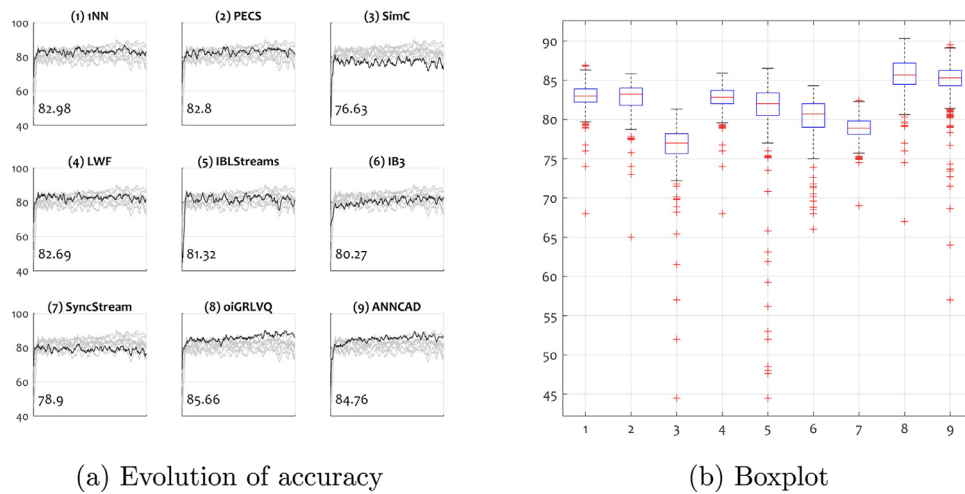 (1) 1NN (2) PECS (3) SimC
100
80
60
40
82.98 82.8 76.63
(4) LWF (5) IBLStreams (6) IB3
100
80
60
40
82.69 81.32 80.27
(7) SyncStream (8) oiGRLVQ (9) ANNCAD
100
80
60
40
78.9 85.66 84.76
(a) Evolution of accuracy
90
85
80
75
70
65
60
55
50
45
1 2 3 4 5 6 7 8 9
(b) Boxplot